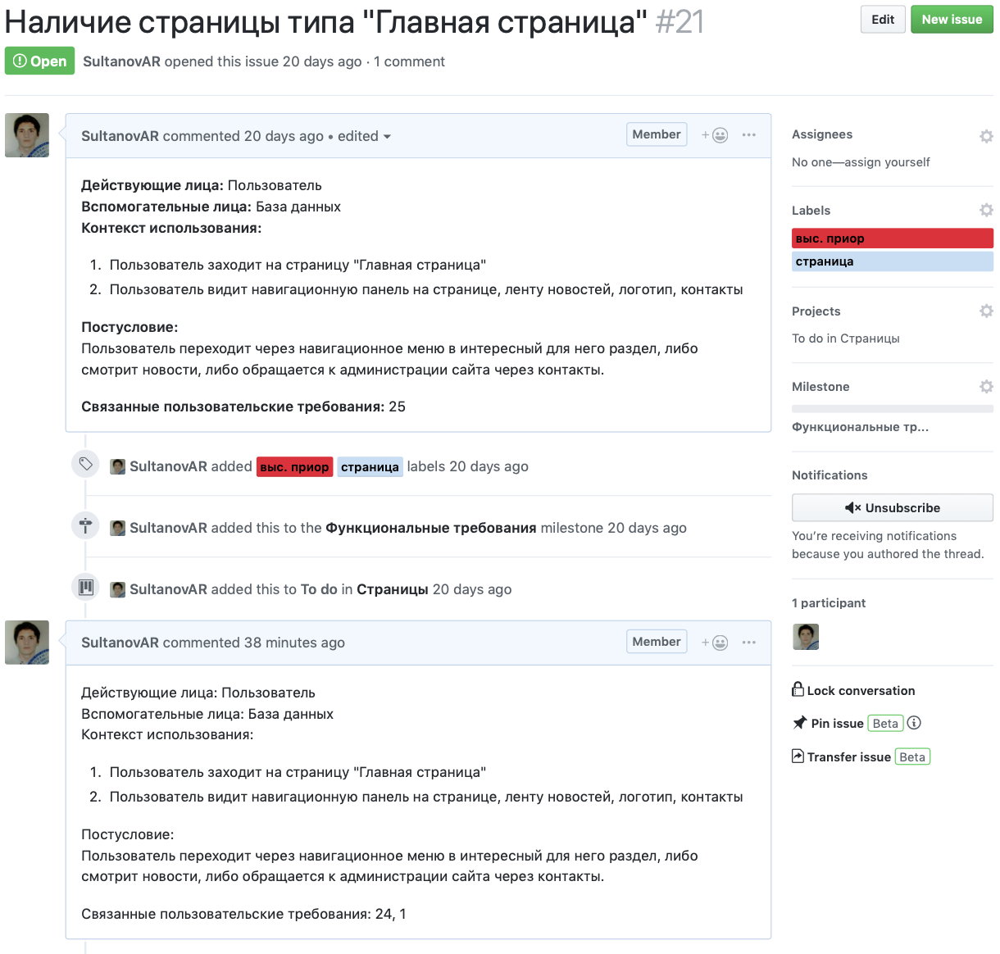 Наличие страницы типа "Главная страница" #21
Edit
New issue
Open
SultanovAR opened this issue 20 days ago · 1 comment
SultanovAR commented 20 days ago • edited
Member
Действующие лица: Пользователь
Вспомогательные лица: База данных
Контекст использования:
1. Пользователь заходит на страницу "Главная страница"
2. Пользователь видит навигационную панель на странице, ленту новостей, логотип, контакты
Постусловие:
Пользователь переходит через навигационное меню в интересный для него раздел, либо
смотрит новости, либо обращается к администрации сайта через контакты.
Связанные пользовательские требования: 25
SultanovAR added выс. приор страница labels 20 days ago
SultanovAR added this to the Функциональные требования milestone 20 days ago
SultanovAR added this to To do in Страницы 20 days ago
SultanovAR commented 38 minutes ago
Member
Действующие лица: Пользователь
Вспомогательные лица: База данных
Контекст использования:
1. Пользователь заходит на страницу "Главная страница"
2. Пользователь видит навигационную панель на странице, ленту новостей, логотип, контакты
Постусловие:
Пользователь переходит через навигационное меню в интересный для него раздел, либо
смотрит новости, либо обращается к администрации сайта через контакты.
Связанные пользовательские требования: 24, 1
Assignees
No one—assign yourself
Labels
выс. приор
страница
Projects
To do in Страницы
Milestone
Функциональные тр...
Notifications
Unsubscribe
You’re receiving notifications
because you authored the thread.
1 participant
Lock conversation
Pin issue Beta
Transfer issue Beta